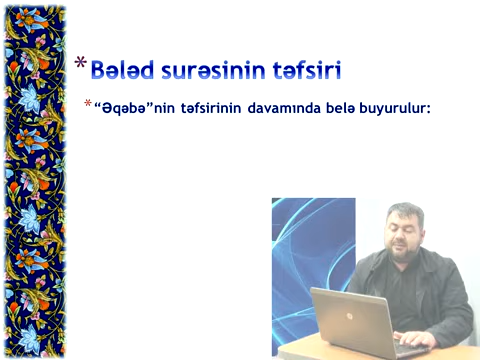 * Bələd surəsinin təfsiri
* “Əqəbə”nin təfsirinin davamında belə buyurulur: